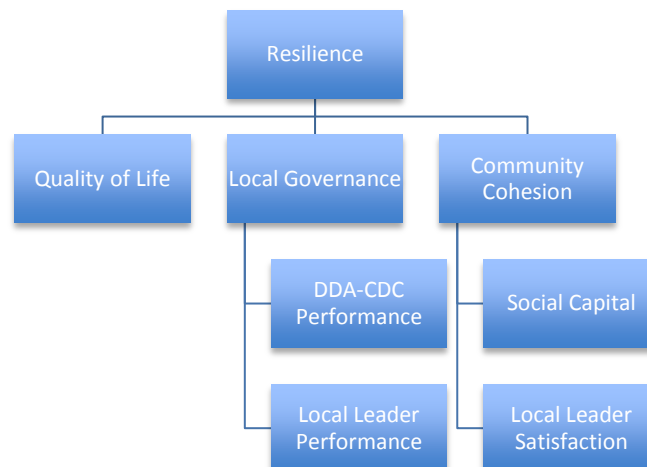 Resilience
Quality of Life
Local Governance
Community
Cohesion
DDA-CDC
Performance
Social Capital
Local Leader
Performance
Local Leader
Satisfaction